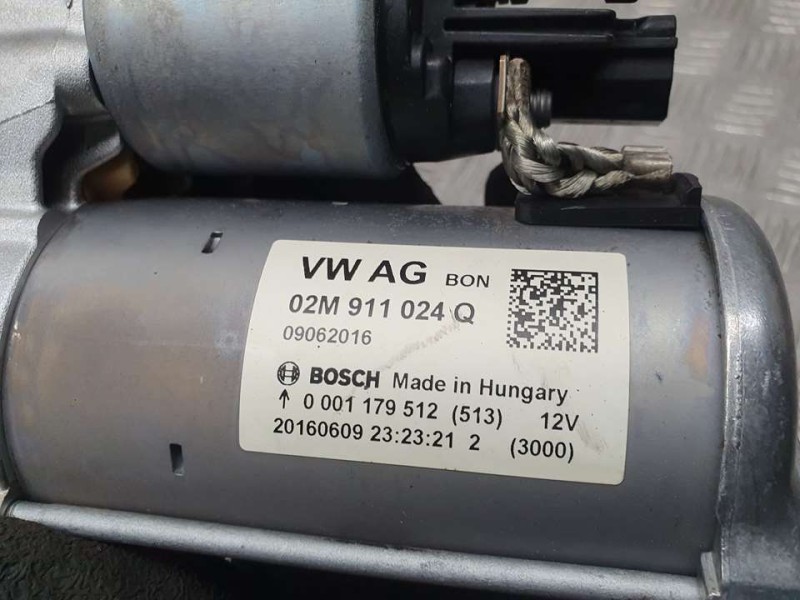 VW AG BON
02M 911 024 Q
09062016
BOSCH Made in Hungary
↑ 0 001 179 512 (513) 12V
20160609 23:23:21 2 (3000)